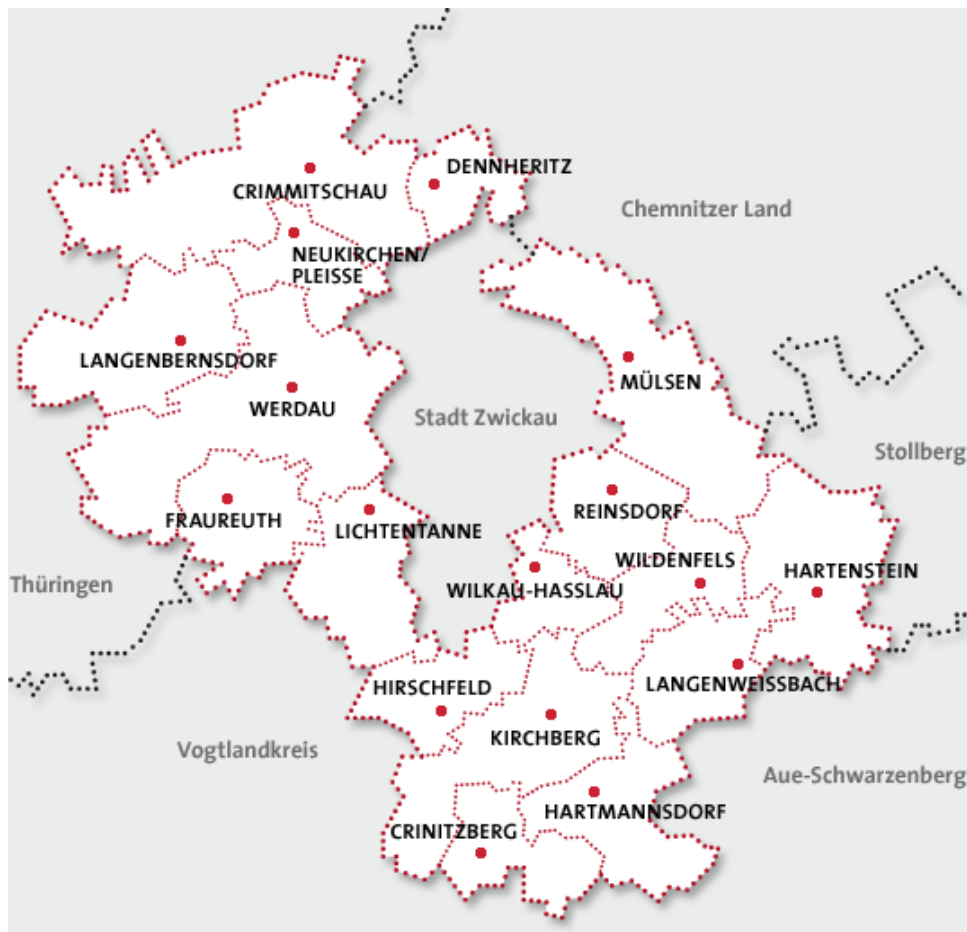 DENNHERITZ
CRIMMITSCHAU
Chemnitzer Land
NEUKIRCHEN/
PLEISSE
LANGENBERNSDORF
MÜLSEN
WERDAU
Stadt Zwickau
Stollberg
REINSDORF
FRAUREUTH
LICHTENTANNE
WILDENFELS
HARTENSTEIN
Thüringen
WILKAU-HASSLAU
HIRSCHFELD
LANGENWEISSBACH
KIRCHBERG
Vogtlandkreis
Aue-Schwarzenberg
HARTMANNSDORF
CRINITZBERG